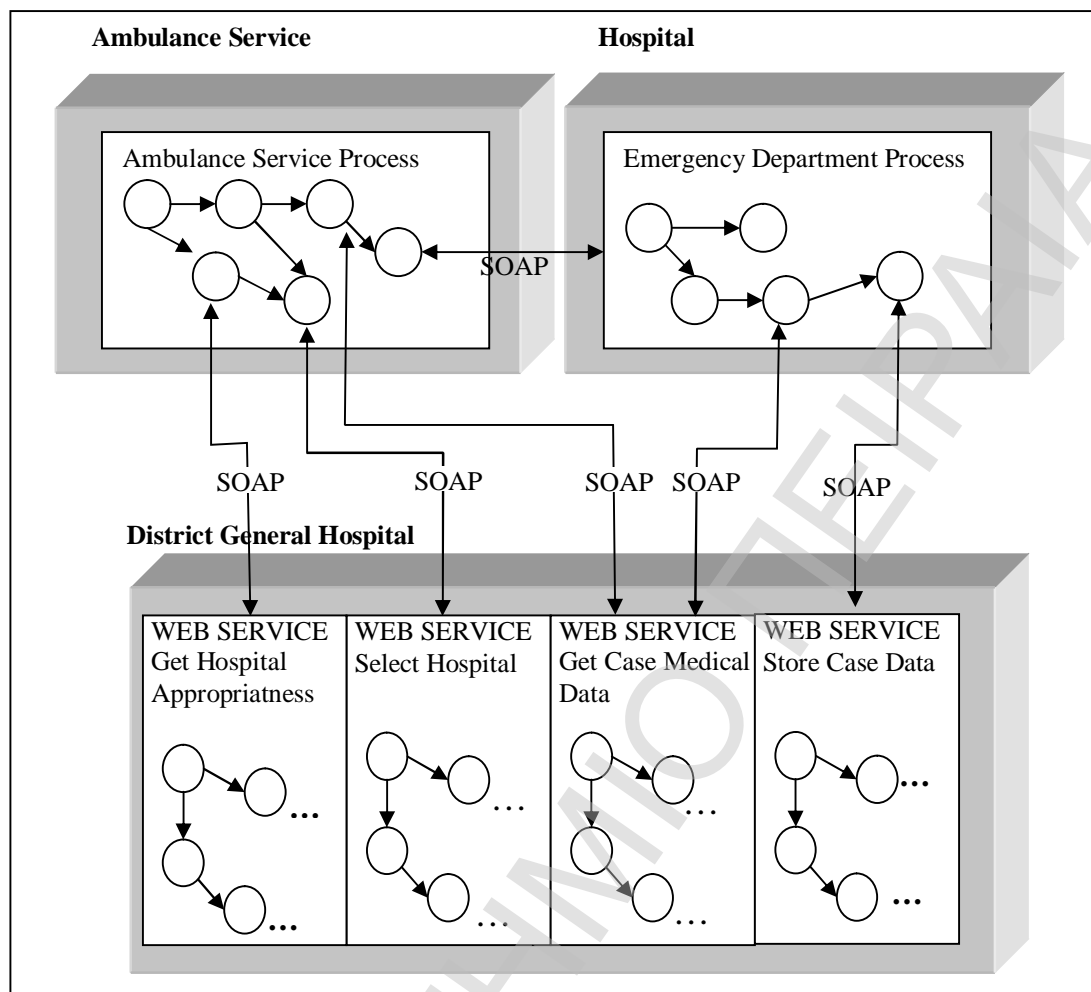 Ambulance Service
Hospital
Ambulance Service Process
Emergency Department Process
SOAP
SOAP
SOAP
SOAP
SOAP
SOAP
District General Hospital
WEB SERVICE
Get Hospital
Appropriatness
...
...
WEB SERVICE
Select Hospital
...
...
WEB SERVICE
Get Case Medical
Data
...
...
WEB SERVICE
Store Case Data
...
...
ΗΜΙΟ ΠΕΙΡΑΙΑ